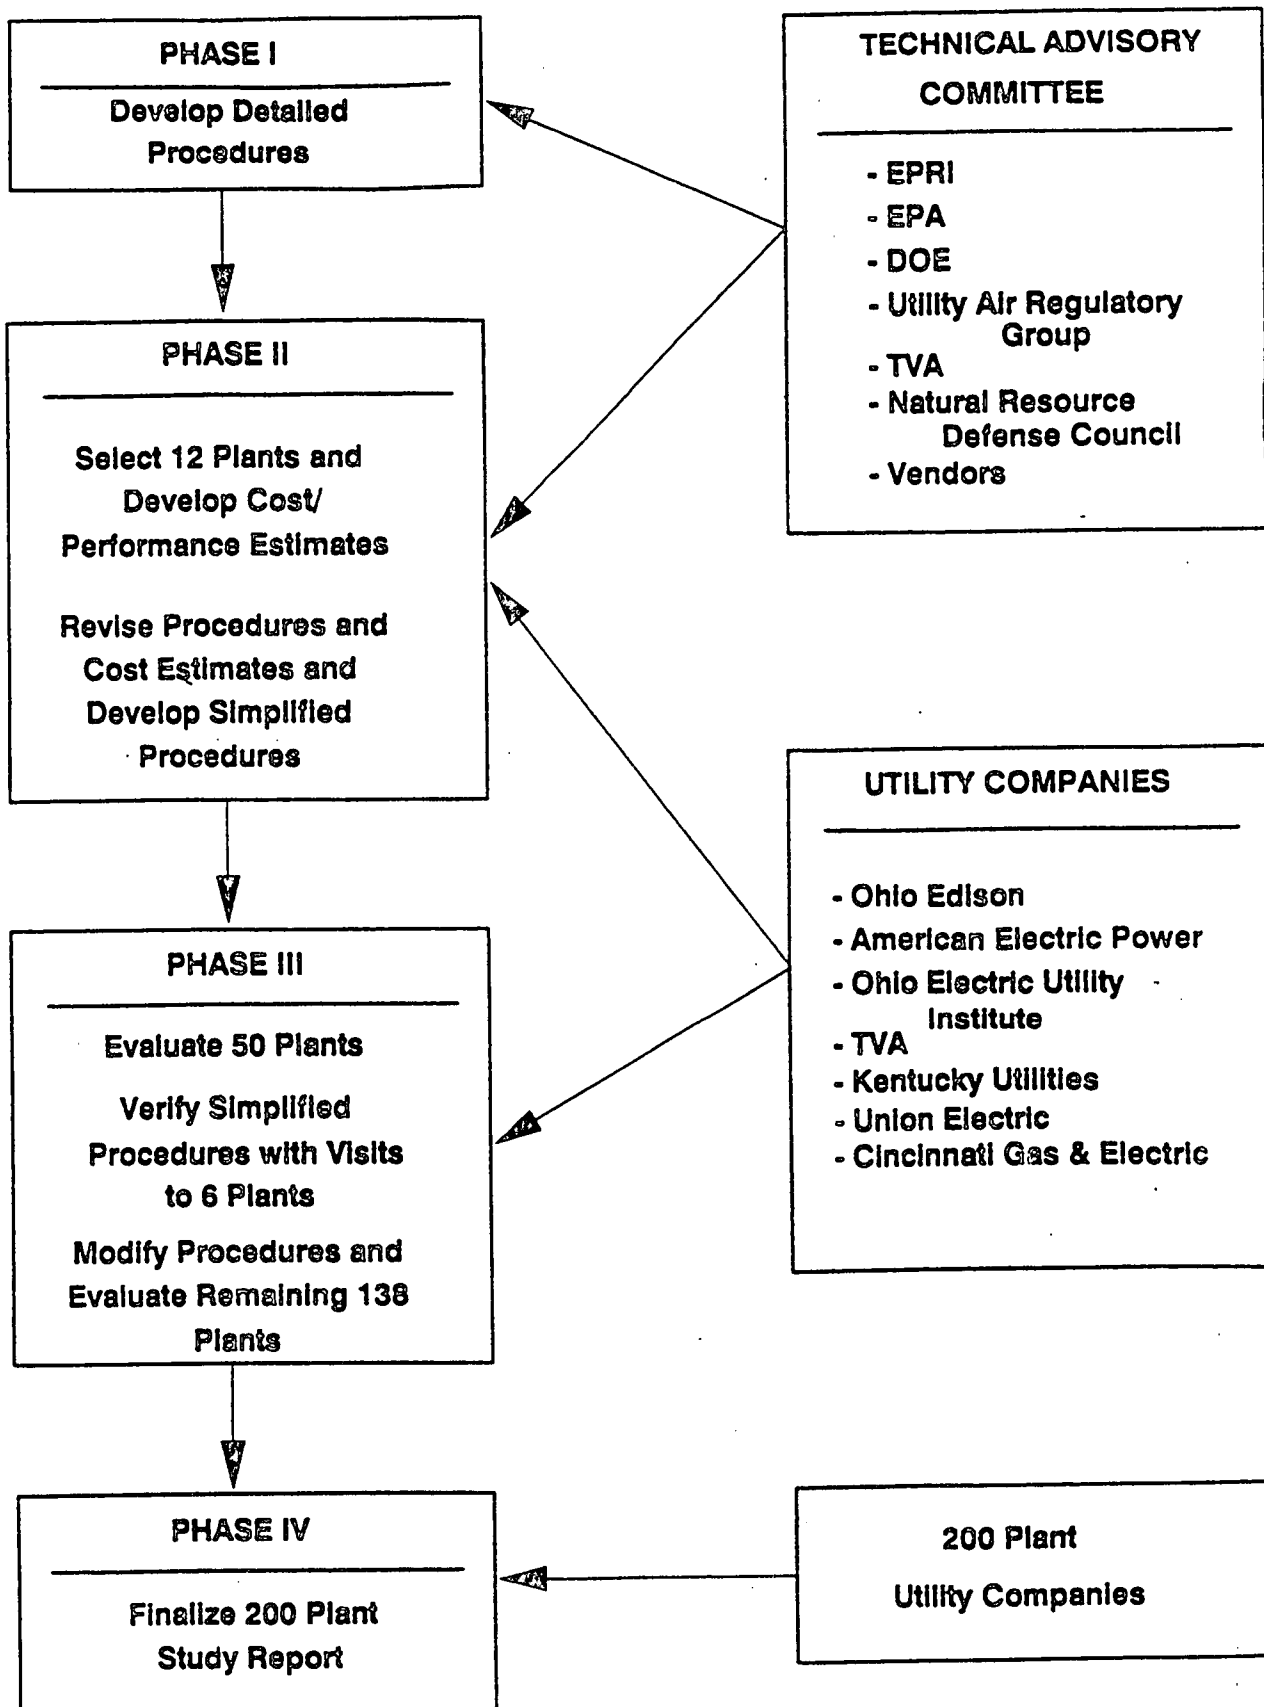 PHASE I
Develop Detailed
Procedures
TECHNICAL ADVISORY
COMMITTEE
- EPRI
- EPA
- DOE
- Utility Air Regulatory
Group
- TVA
- Natural Resource
Defense Council
- Vendors
PHASE II
Select 12 Plants and
Develop Cost/
Performance Estimates
Revise Procedures and
Cost Estimates and
Develop Simplified
Procedures
UTILITY COMPANIES
- Ohio Edison
- American Electric Power
- Ohio Electric Utility
Institute
- TVA
- Kentucky Utilities
- Union Electric
- Cincinnati Gas & Electric
PHASE III
Evaluate 50 Plants
Verify Simplified
Procedures with Visits
to 6 Plants
Modify Procedures and
Evaluate Remaining 138
Plants
PHASE IV
Finalize 200 Plant
Study Report
200 Plant
Utility Companies